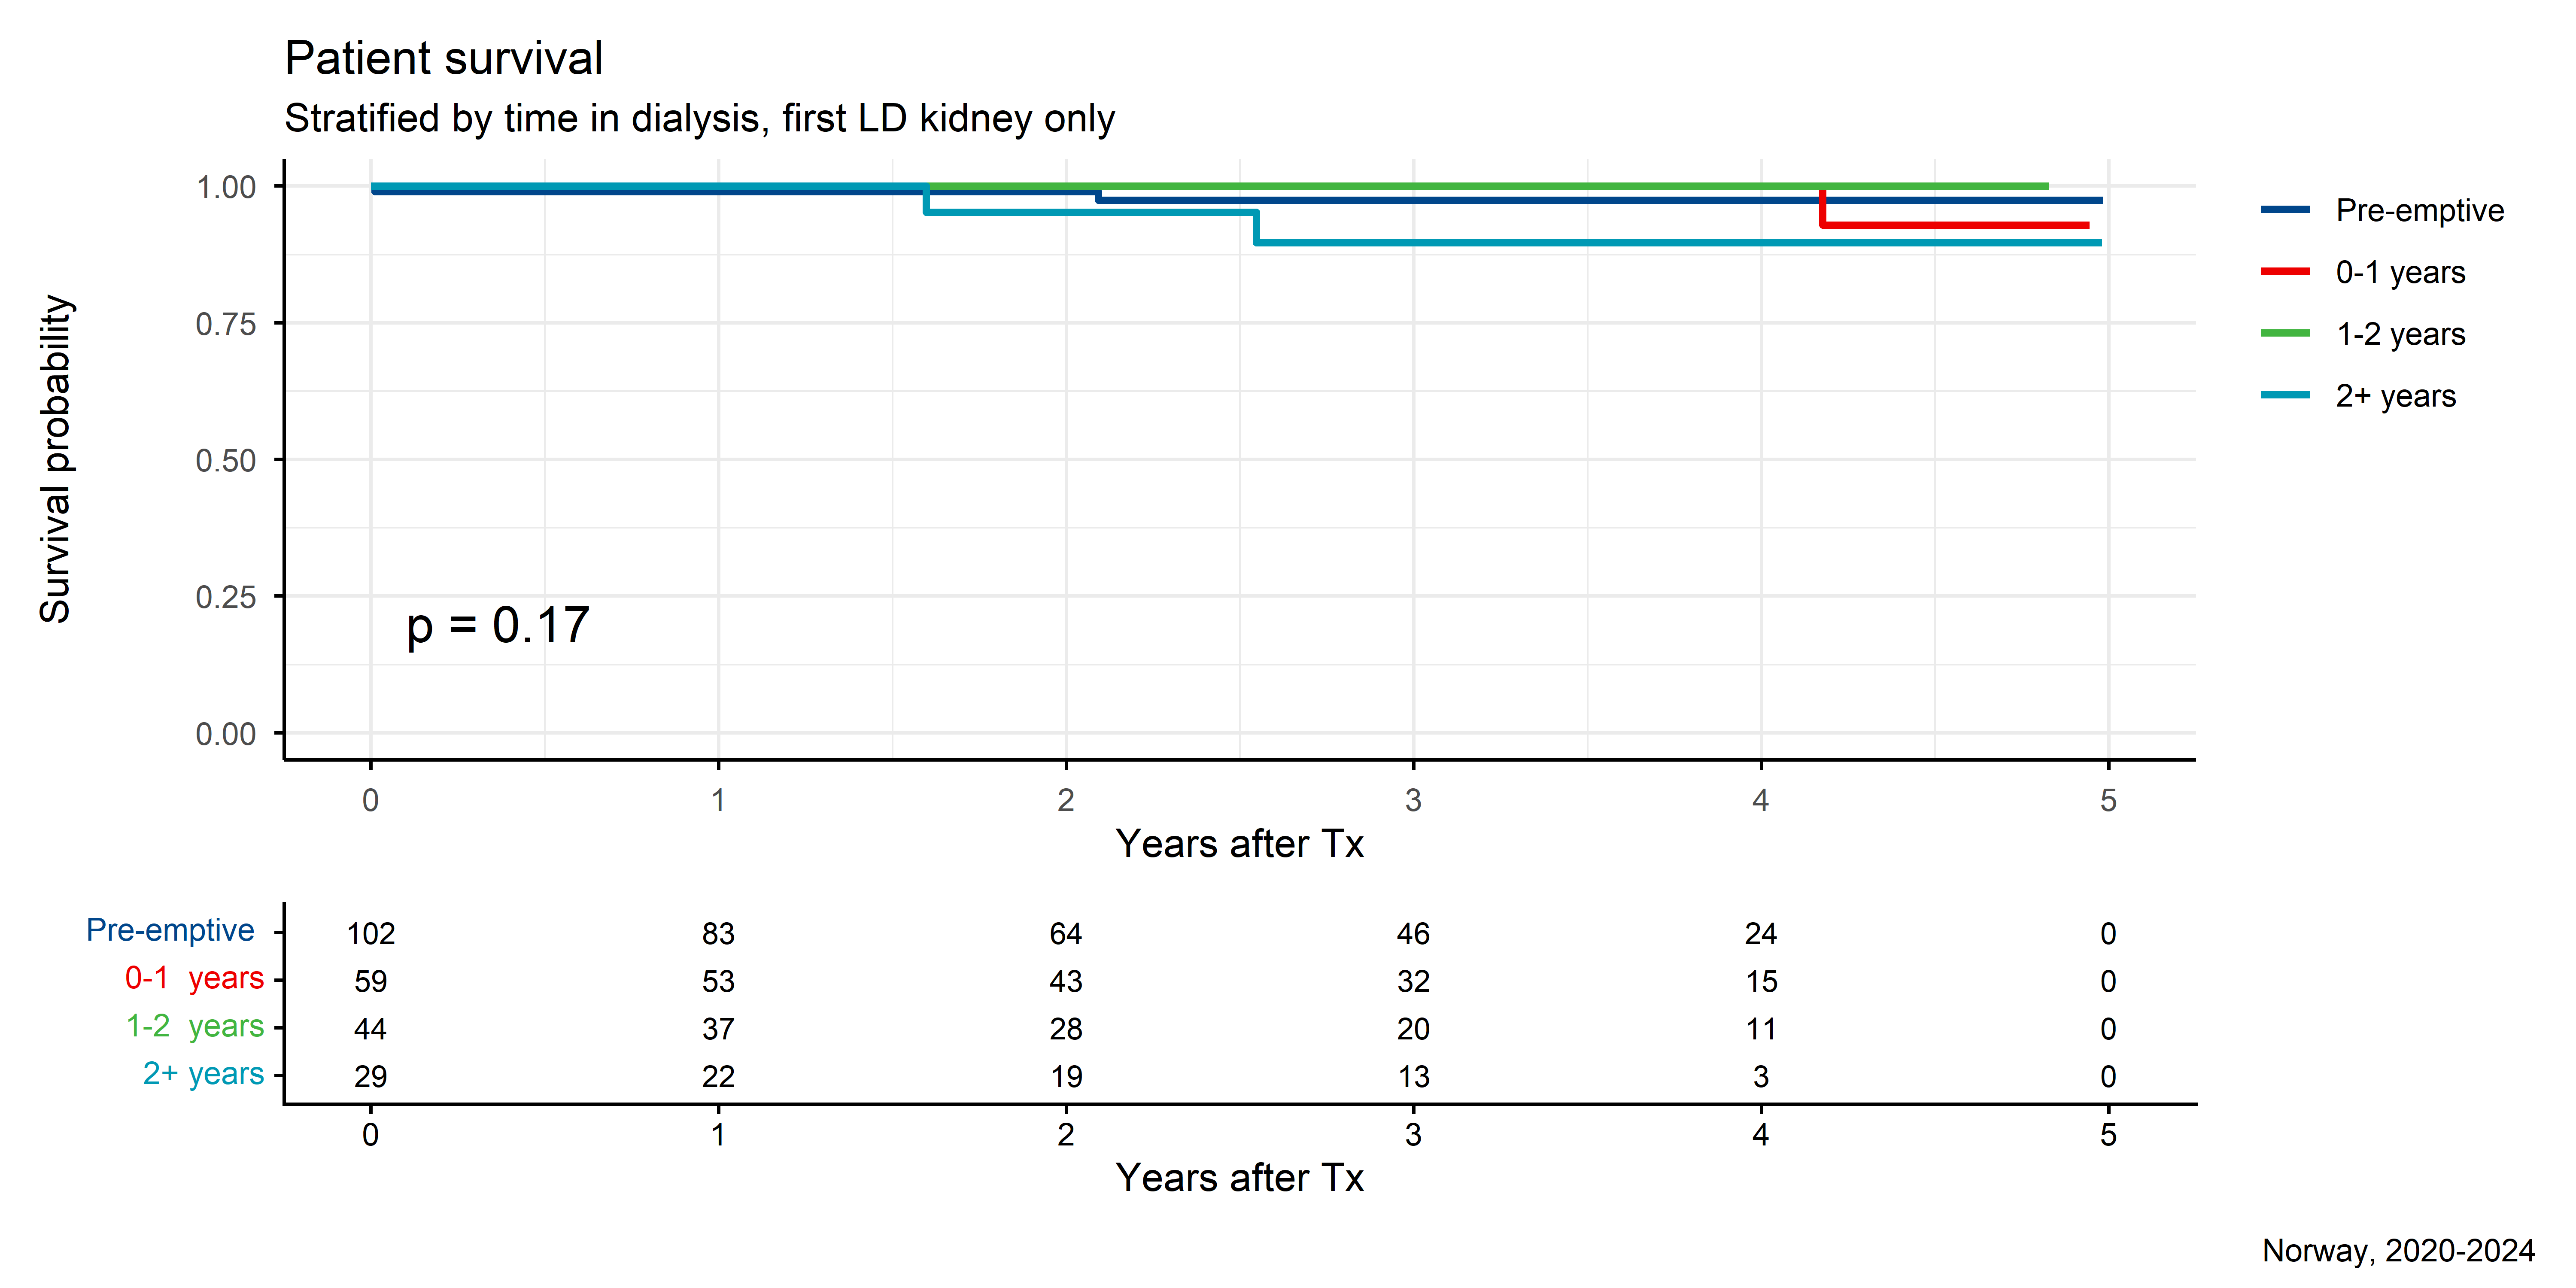 Patient survival
Stratified by time in dialysis, first LD kidney only
Survival probability
1.00
0.75
0.50
0.25
0.00
p = 0.17
0 1 2 3 4 5
Years after Tx
Pre-emptive
0-1 years
1-2 years
2+ years
Pre-emptive 102 83 64 46 24 0
0-1 years 59 53 43 32 15 0
1-2 years 44 37 28 20 11 0
2+ years 29 22 19 13 3 0
0 1 2 3 4 5
Years after Tx
Norway, 2020-2024